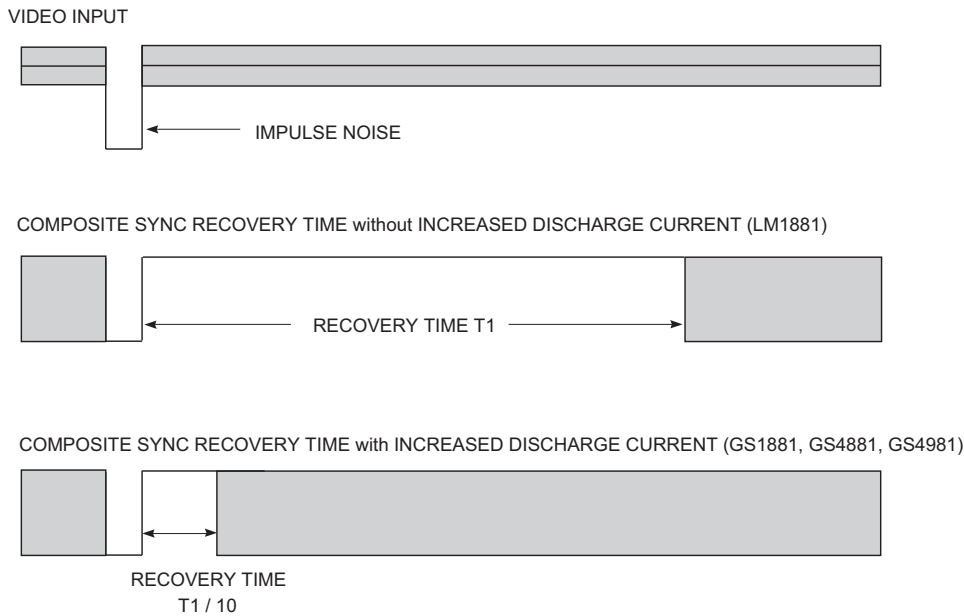 VIDEO INPUT
IMPULSE NOISE
COMPOSITE SYNC RECOVERY TIME without INCREASED DISCHARGE CURRENT (LM1881)
RECOVERY TIME T1
COMPOSITE SYNC RECOVERY TIME with INCREASED DISCHARGE CURRENT (GS1881, GS4881, GS4981)
RECOVERY TIME
T1 / 10